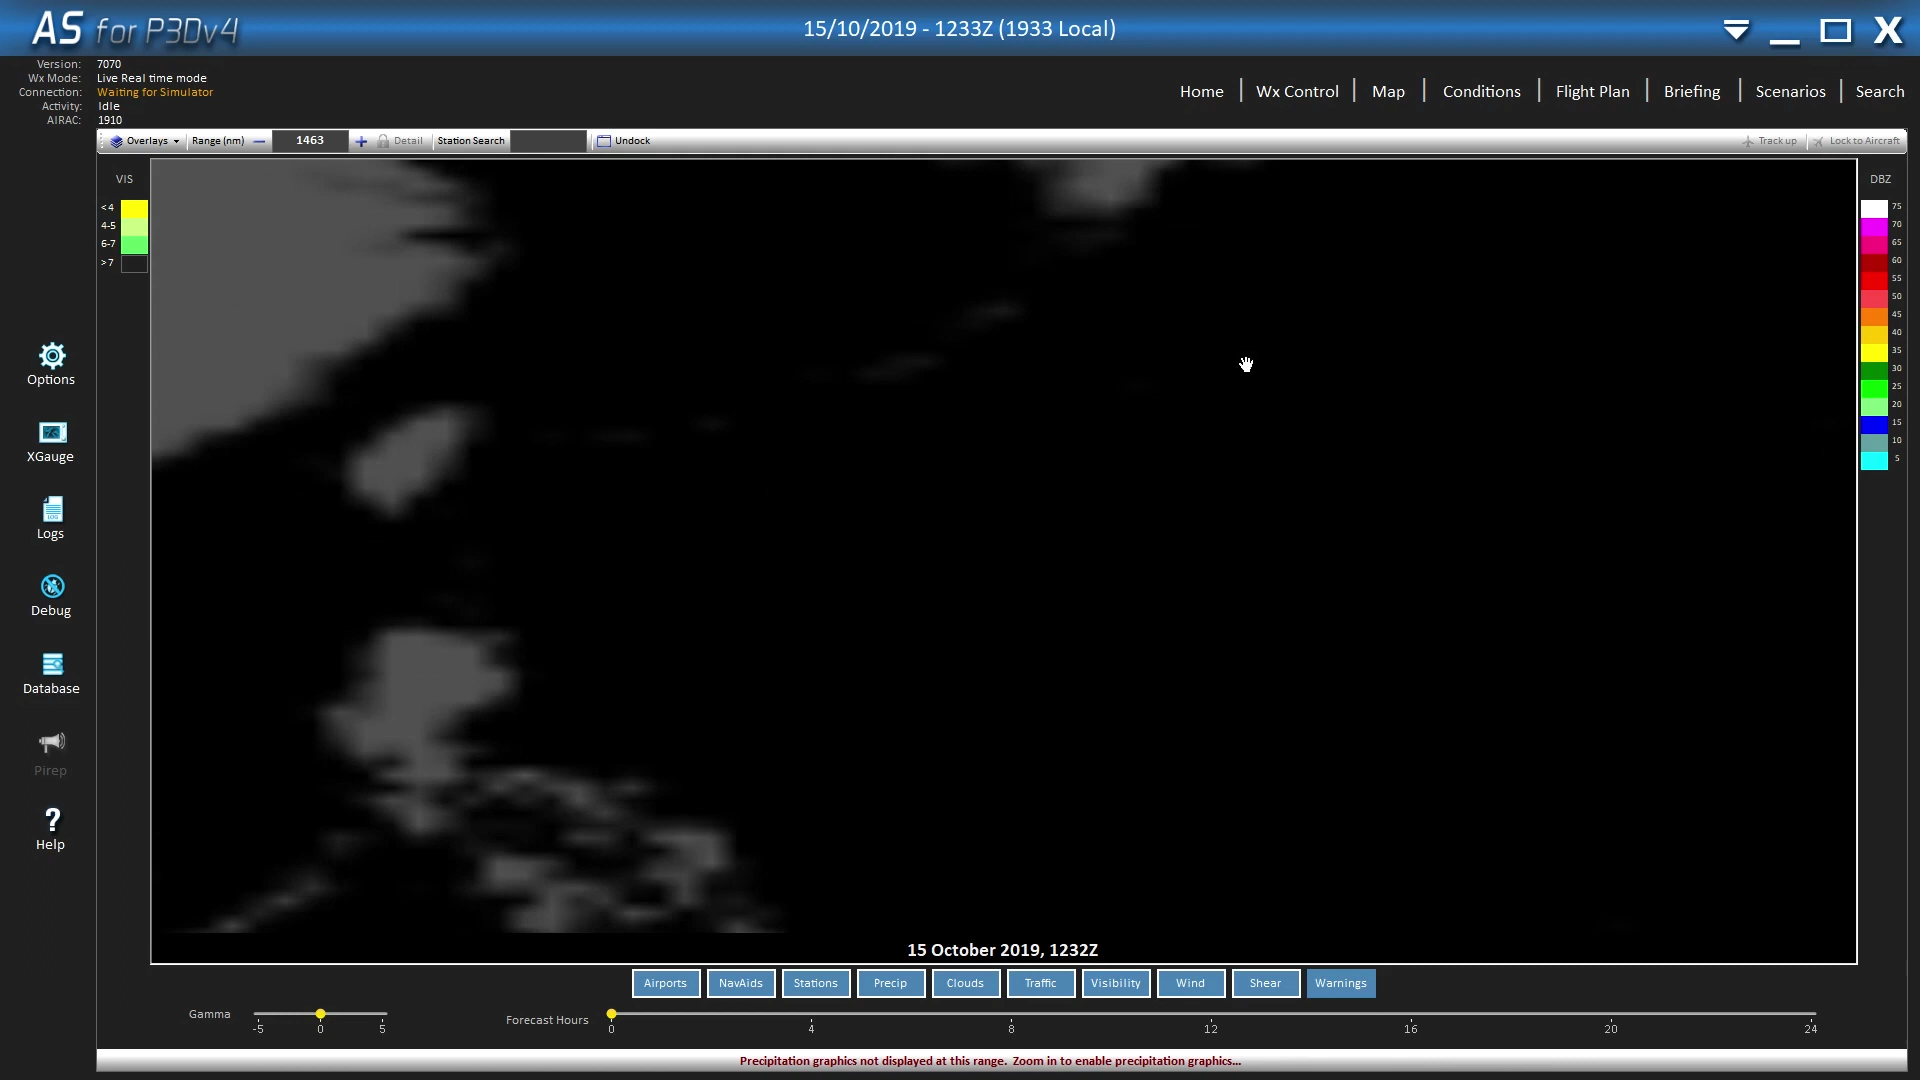 AS for P3Dv4
15/10/2019 - 1233Z (1933 Local)
X
Version: 7070
Wx Mode: Live Real time mode
Connection: Waiting for Simulator
Activity: Idle
AIRAC: 1910
Home | Wx Control | Map | Conditions | Flight Plan | Briefing | Scenarios | Search
Overlays Range (nm) 1463 Detail Station Search Undock Track up Lock to Aircraft
VIS
< 4
4-5
6-7
> 7
DBZ
75
70
65
60
55
50
45
40
35
30
25
20
15
10
5
Options
XGauge
LOG
Logs
Debug
Database
Pirep
?
Help
15 October 2019, 1232Z
Airports NavAids Stations Precip Clouds Traffic Visibility Wind Shear Warnings
Gamma
-5 0 5
Forecast Hours
0 4 8 12 16 20 24
Precipitation graphics not displayed at this range. Zoom in to enable precipitation graphics...